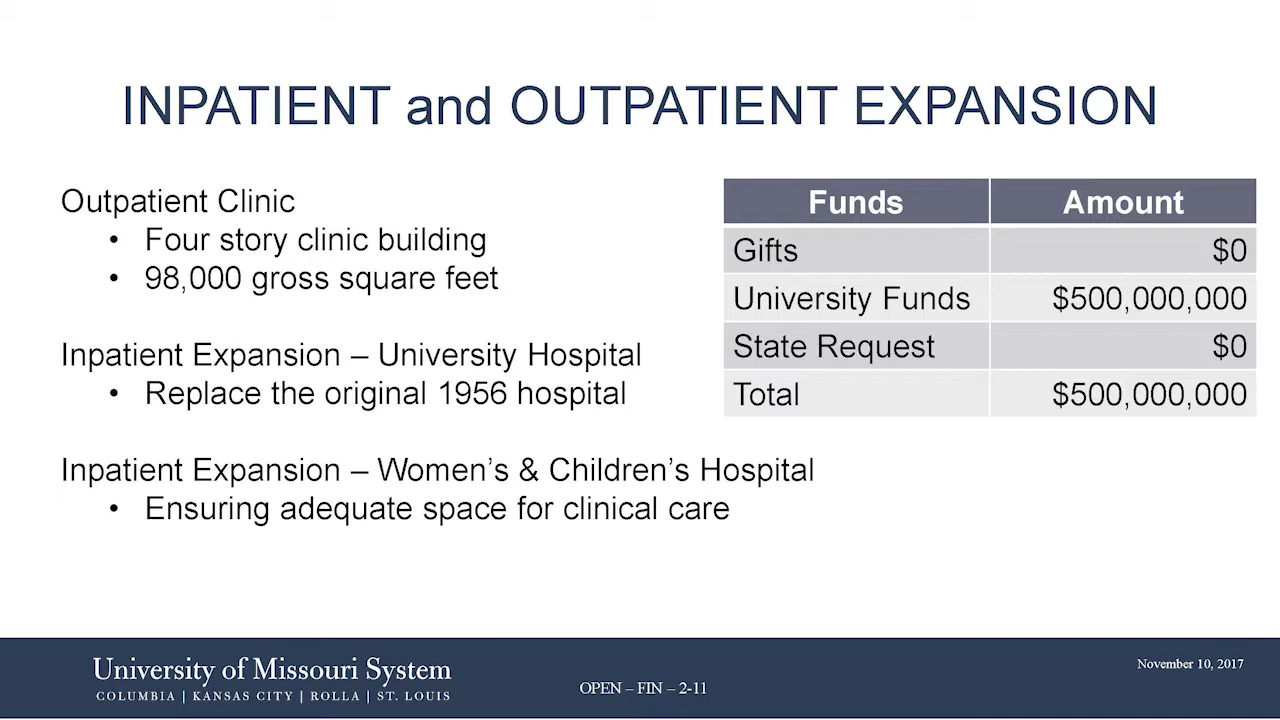 INPATIENT and OUTPATIENT EXPANSION
Outpatient Clinic
• Four story clinic building
• 98,000 gross square feet
Inpatient Expansion – University Hospital
• Replace the original 1956 hospital
Inpatient Expansion – Women’s & Children’s Hospital
• Ensuring adequate space for clinical care
Funds Amount
Gifts $0
University Funds $500,000,000
State Request $0
Total $500,000,000
University of Missouri System
COLUMBIA | KANSAS CITY | ROLLA | ST. LOUIS
OPEN – FIN – 2-11
November 10, 2017